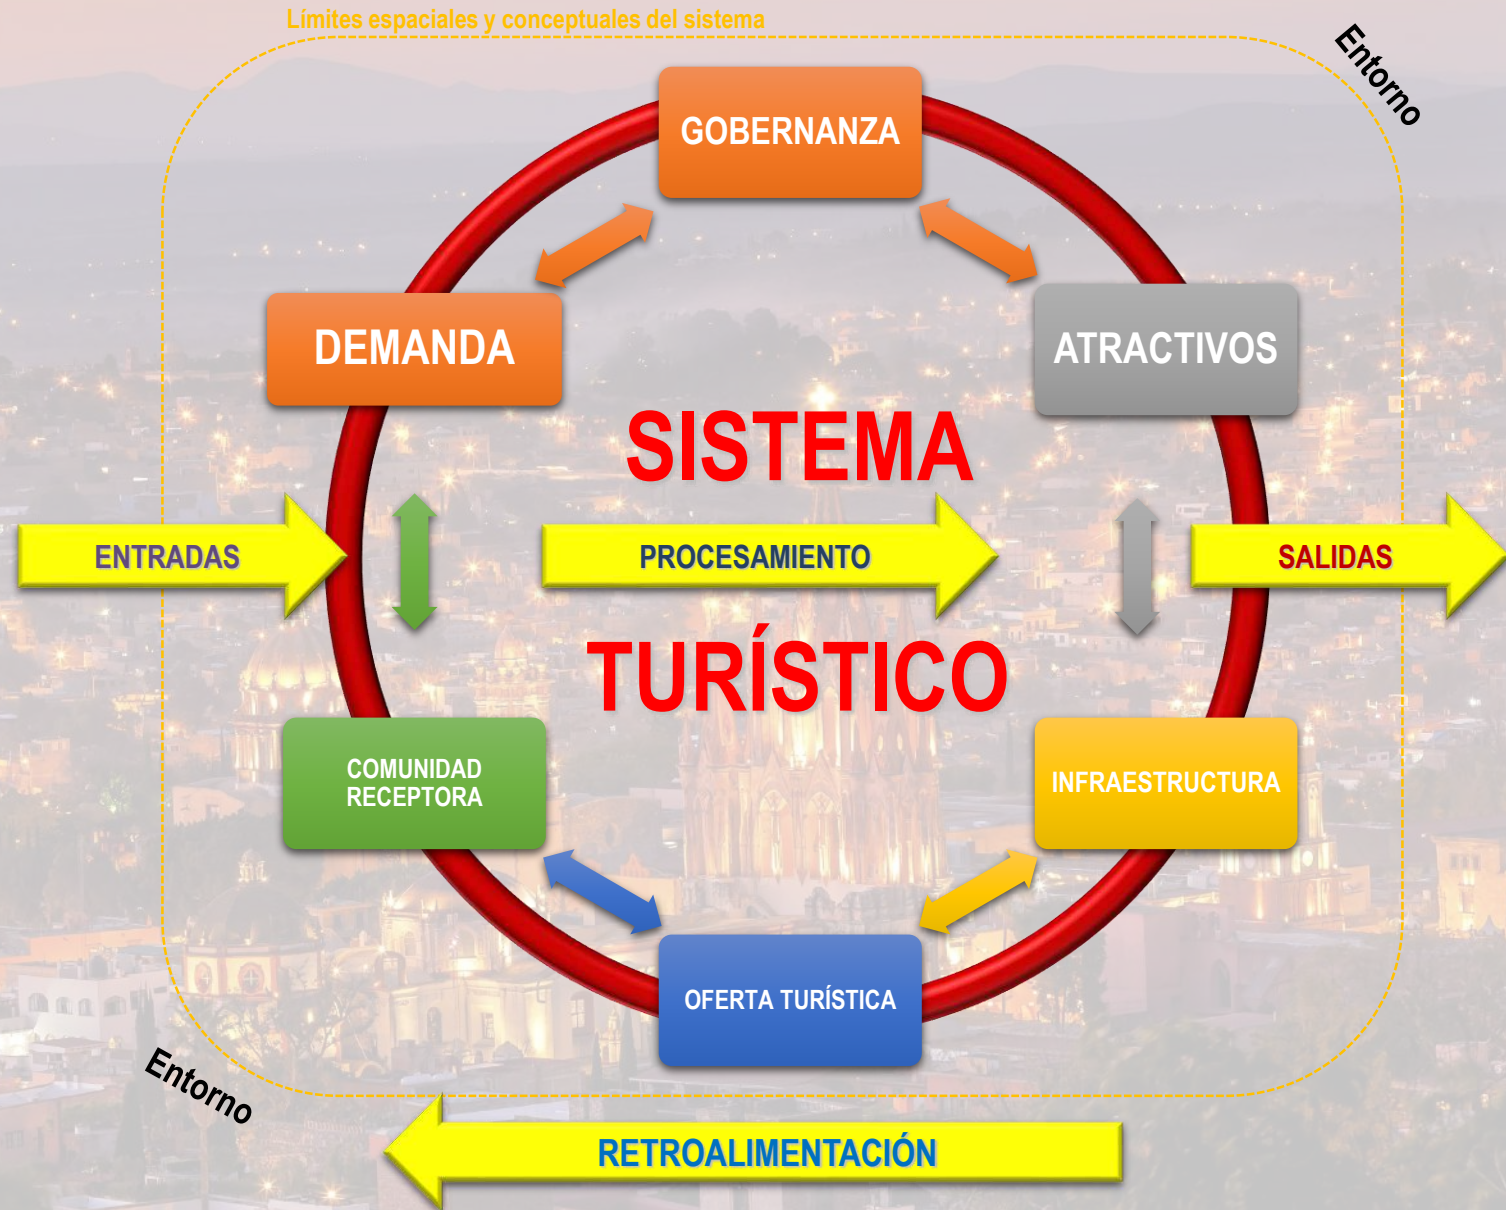 Límites espaciales y conceptuales del sistema
Entorno
GOBERNANZA
DEMANDA
ATRACTIVOS
SISTEMA
ENTRADAS
PROCESAMIENTO
SALIDAS
TURÍSTICO
COMUNIDAD
RECEPTORA
INFRAESTRUCTURA
OFERTA TURÍSTICA
Entorno
RETROALIMENTACIÓN